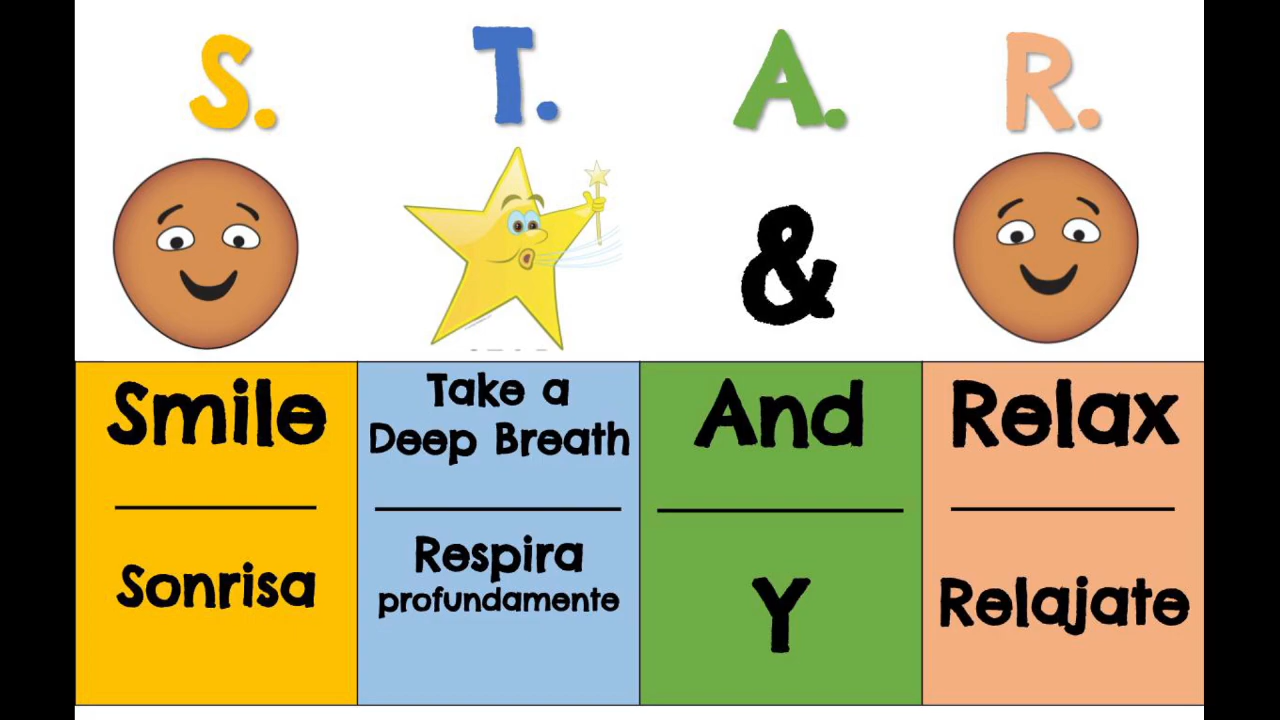 S. T. A. R.
&
Smile
Take a
Deep Breath
And
Relax
Sonrisa
Respira
profundamente
Y
Relajate